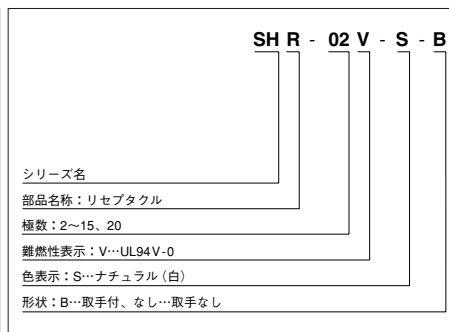 SH R - 02 V - S - B
シリーズ名
部品名称：リセプタクル
極数：2～15、20
難燃性表示：V…UL94V-0
色表示：S…ナチュラル（白）
形状：B…取手付、なし…取手なし